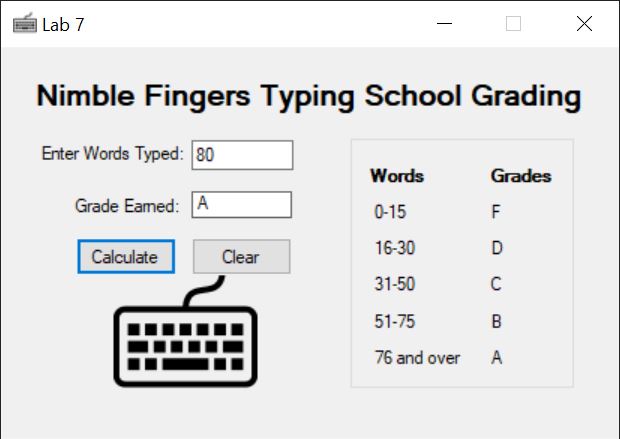 Lab 7
Nimble Fingers Typing School Grading
Enter Words Typed: 80
Grade Earned: A
Calculate Clear
Words Grades
0-15 F
16-30 D
31-50 C
51-75 B
76 and over A